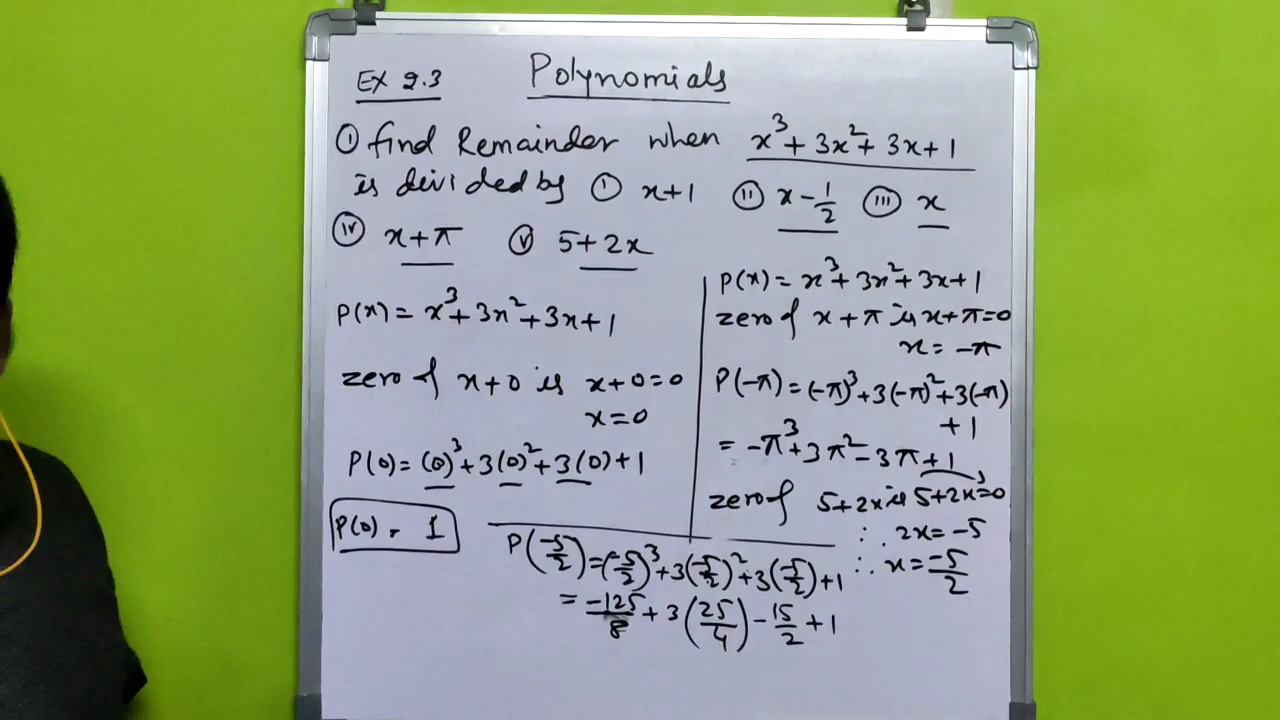 EX 2.3 Polynomials
① find Remainder when x³ + 3x² + 3x + 1
is divided by ① x+1 ⑪ x - 1/2 ⑪⑪ x
ⓘⓥ x + π ⓥ 5 + 2x
P(x) = x³ + 3x² + 3x + 1
zero of x+0 is x+0=0
x=0
P(0) = (0)³ + 3(0)² + 3(0) + 1
P(0) = 1
P(x) = x³ + 3x² + 3x + 1
zero of x + π is x + π = 0
x = -π
P(-π) = (-π)³ + 3(-π)² + 3(-π)
+ 1
= -π³ + 3π² - 3π + 1
zero of 5+2x is 5+2x=0
∴ 2x = -5
∴ x = -5/2
P(-5/2) = (-5/2)³ + 3(-5/2)² + 3(-5/2) + 1
= -125/8 + 3(25/4) - 15/2 + 1